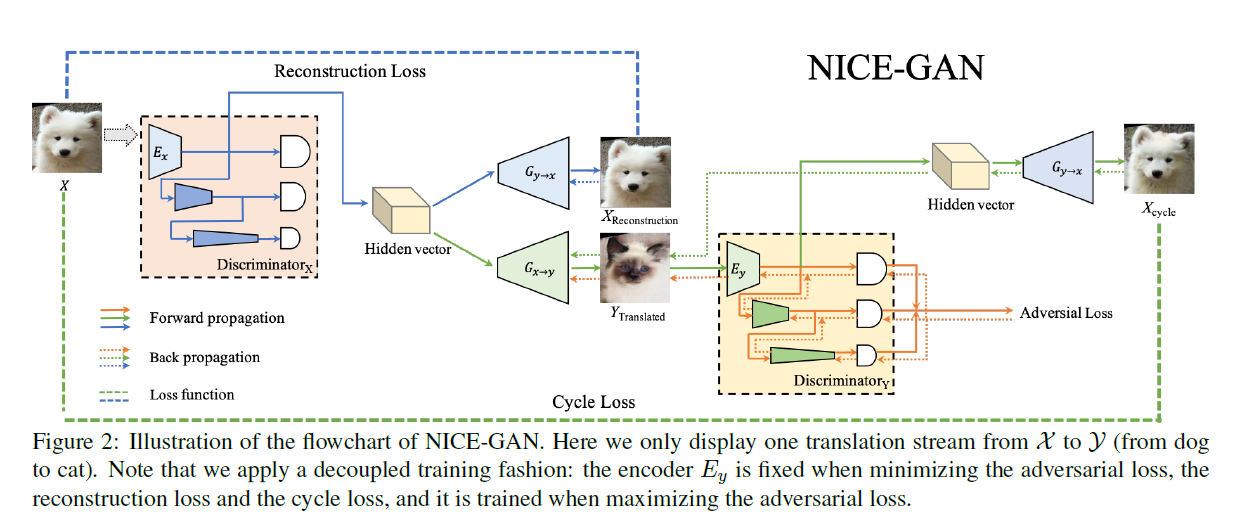 NICE-GAN
Reconstruction Loss
X
E_x
Discriminator_X
Hidden vector
G_{y→x}
X_Reconstruction
G_{x→y}
Y_Translated
E_y
Discriminator_Y
Hidden vector
G_{y→x}
X_cycle
Adversial Loss
Forward propagation
Back propagation
Loss function
Cycle Loss
Figure 2: Illustration of the flowchart of NICE-GAN. Here we only display one translation stream from 𝒳 to 𝒴 (from dog
to cat). Note that we apply a decoupled training fashion: the encoder E_y is fixed when minimizing the adversarial loss, the
reconstruction loss and the cycle loss, and it is trained when maximizing the adversarial loss.